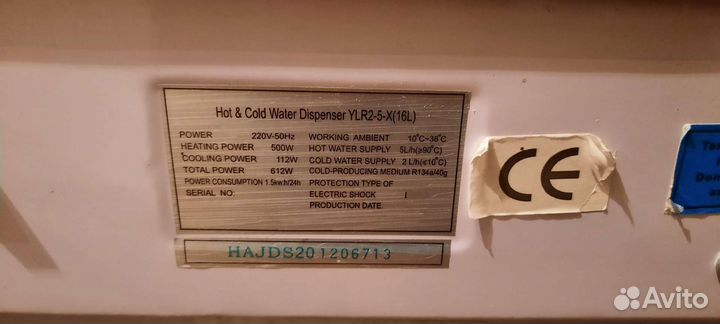 Hot & Cold Water Dispenser YLR2-5-X(16L)
POWER 220V-50Hz WORKING AMBIENT 10°C~38°C
HEATING POWER 500W HOT WATER SUPPLY 5L/h(≥90°C)
COOLING POWER 112W COLD WATER SUPPLY 2 L/h(≤10°C)
TOTAL POWER 612W COLD-PRODUCING MEDIUM R134a/40g
POWER CONSUMPTION 1.5kw.h/24h PROTECTION TYPE OF
SERIAL NO: ELECTRIC SHOCK I
PRODUCTION DATE.
HAJDS201206713
CE
Avito